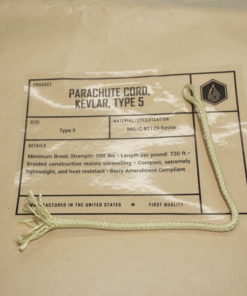 PRODUCT
PARACHUTE CORD,
KEVLAR, TYPE 5
SIZE
MATERIAL/SPECIFICATION
Type 5
MIL-C-87129 Kevlar
DETAILS
Minimum Break Strength: 500 lbs • Length per pound: 720 ft •
Braided construction resists unravelling • Compact, extremely
lightweight, and heat resistant • Berry Amendment Compliant
MANUFACTURED IN THE UNITED STATES ★ FIRST QUALITY